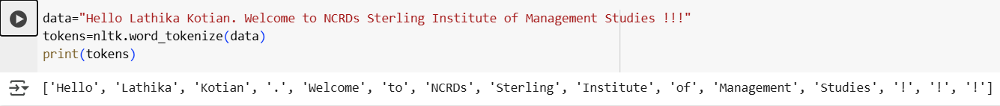 data="Hello Lathika Kotian. Welcome to NCRDs Sterling Institute of Management Studies !!!"
tokens=nltk.word_tokenize(data)
print(tokens)
['Hello', 'Lathika', 'Kotian', '.', 'Welcome', 'to', 'NCRDs', 'Sterling', 'Institute', 'of', 'Management', 'Studies', '!', '!', '!']